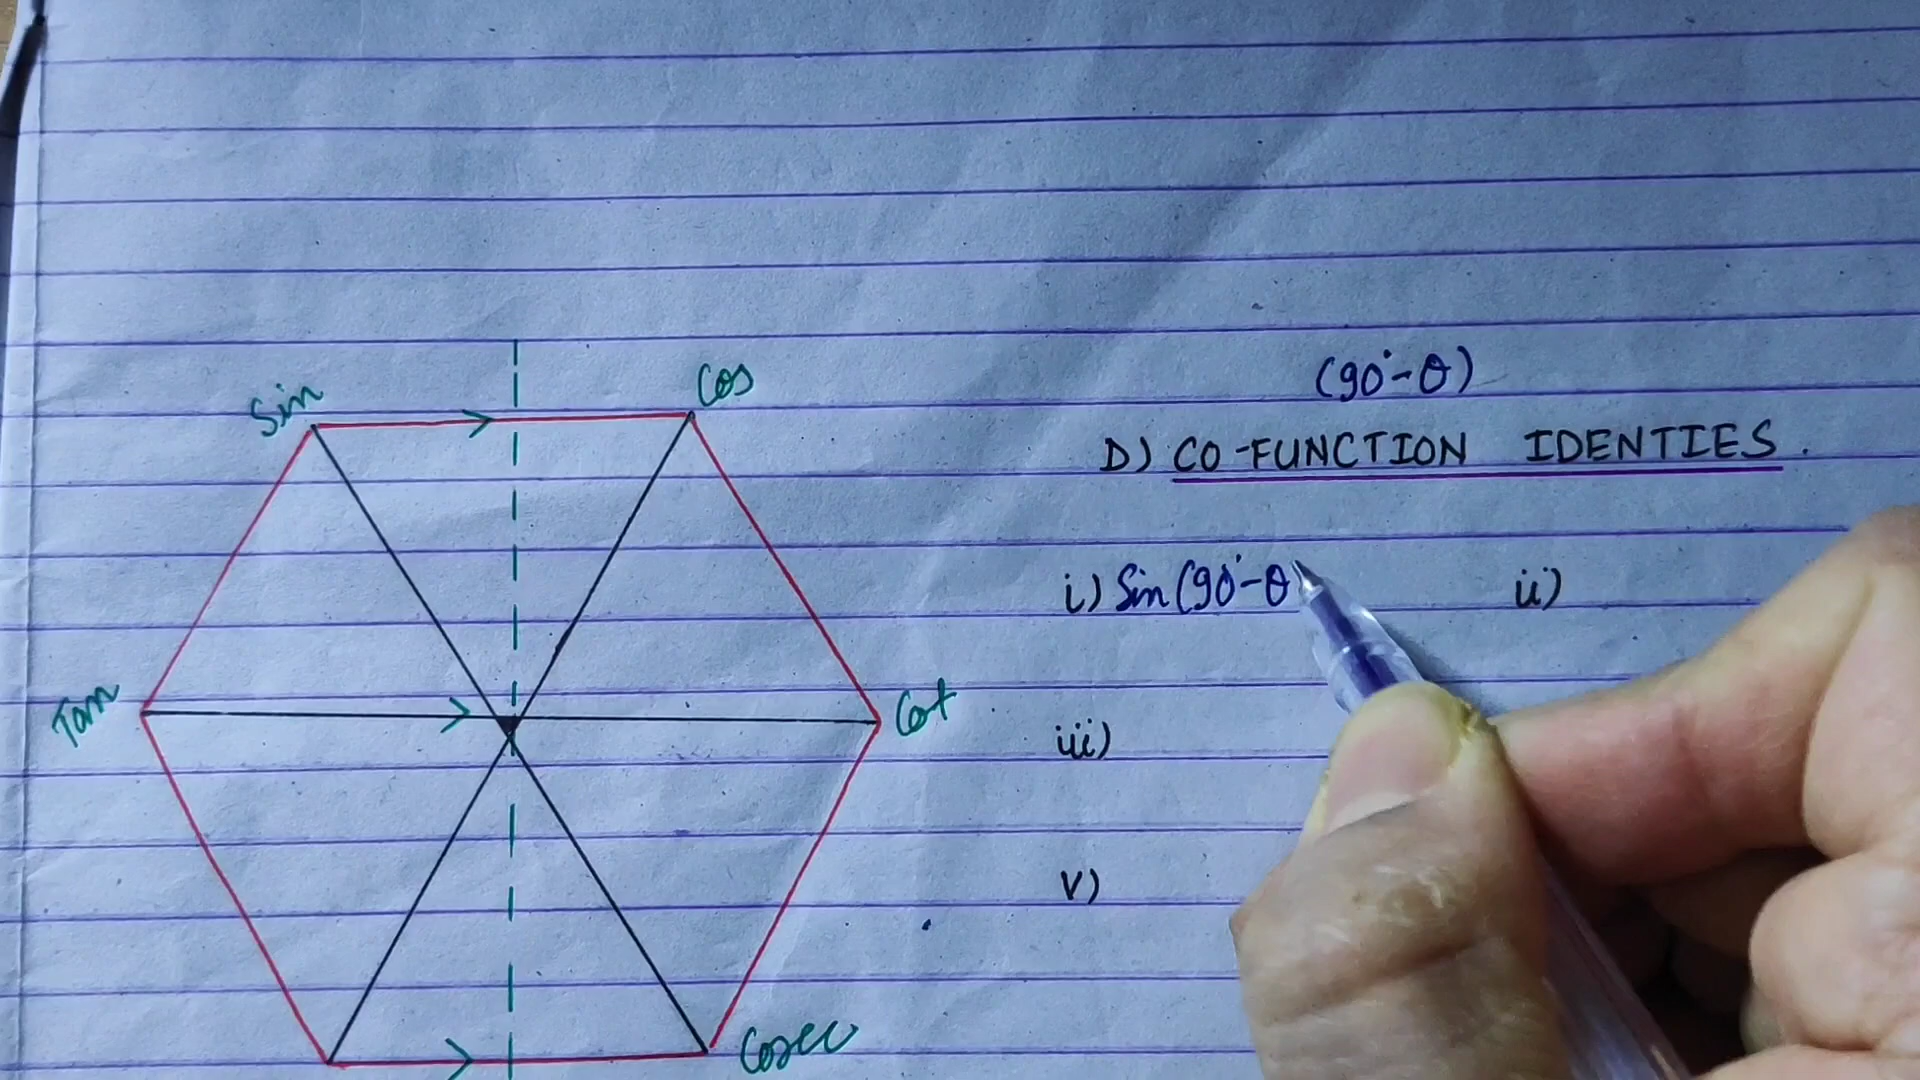 Sin
Cos
Tan
Cot
Cosec
(90°-θ)
D) CO-FUNCTION IDENTIES.
i) Sin (90°-θ
ii)
iii)
v)